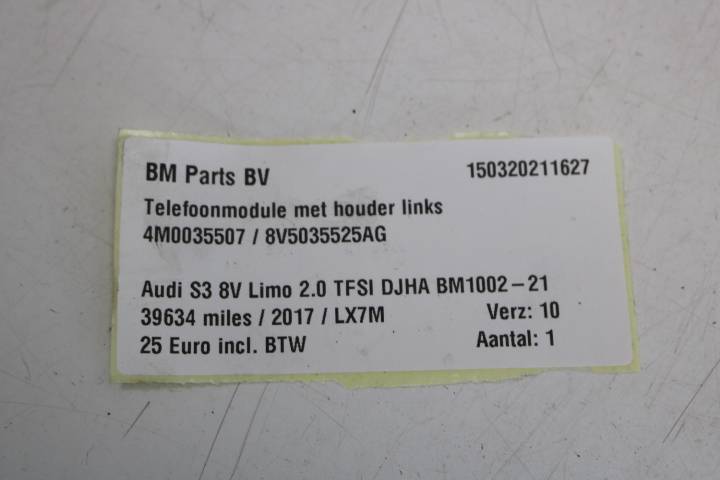 BM Parts BV 150320211627
Telefoonmodule met houder links
4M0035507 / 8V5035525AG
Audi S3 8V Limo 2.0 TFSI DJHA BM1002-21
39634 miles / 2017 / LX7M Verz: 10
25 Euro incl. BTW Aantal: 1